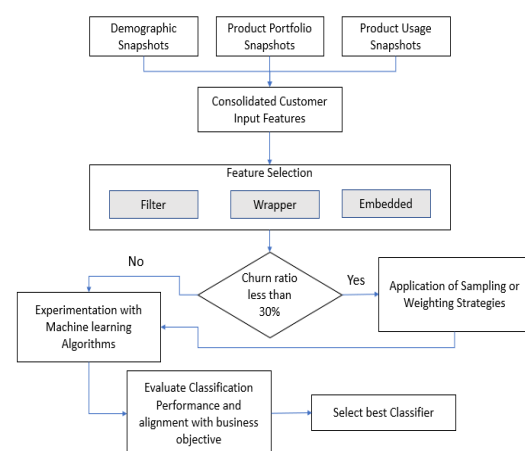 Demographic
Snapshots
Product Portfolio
Snapshots
Product Usage
Snapshots
Consolidated Customer
Input Features
Feature Selection
Filter
Wrapper
Embedded
No
Churn ratio
less than
30%
Yes
Application of Sampling or
Weighting Strategies
Experimentation with
Machine learning
Algorithms
Evaluate Classification
Performance and
alignment with business
objective
Select best Classifier